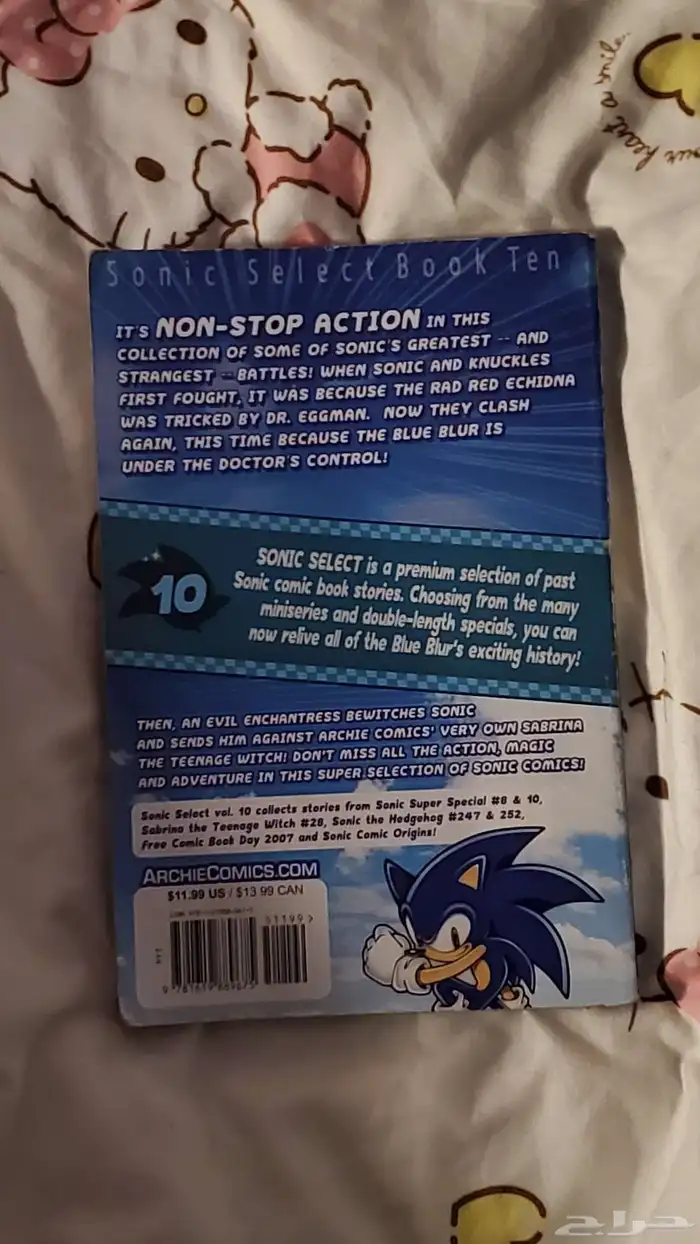 smile,
your heart a
Sonic Select Book Ten
IT'S NON-STOP ACTION IN THIS
COLLECTION OF SOME OF SONIC'S GREATEST -- AND
STRANGEST -- BATTLES! WHEN SONIC AND KNUCKLES
FIRST FOUGHT, IT WAS BECAUSE THE RAD RED ECHIDNA
WAS TRICKED BY DR. EGGMAN. NOW THEY CLASH
AGAIN, THIS TIME BECAUSE THE BLUE BLUR IS
UNDER THE DOCTOR'S CONTROL!
10
SONIC SELECT is a premium selection of past
Sonic comic book stories. Choosing from the many
miniseries and double-length specials, you can
now relive all of the Blue Blur's exciting history!
THEN, AN EVIL ENCHANTRESS BEWITCHES SONIC
AND SENDS HIM AGAINST ARCHIE COMICS' VERY OWN SABRINA
THE TEENAGE WITCH! DON'T MISS ALL THE ACTION, MAGIC
AND ADVENTURE IN THIS SUPER SELECTION OF SONIC COMICS!
Sonic Select vol. 10 collects stories from Sonic Super Special #8 & 10,
Sabrina the Teenage Witch #28, Sonic the Hedgehog #247 & 252,
Free Comic Book Day 2007 and Sonic Comic Origins!
ARCHIECOMICS.COM
$11.99 US / $13.99 CAN
51199>
حراج